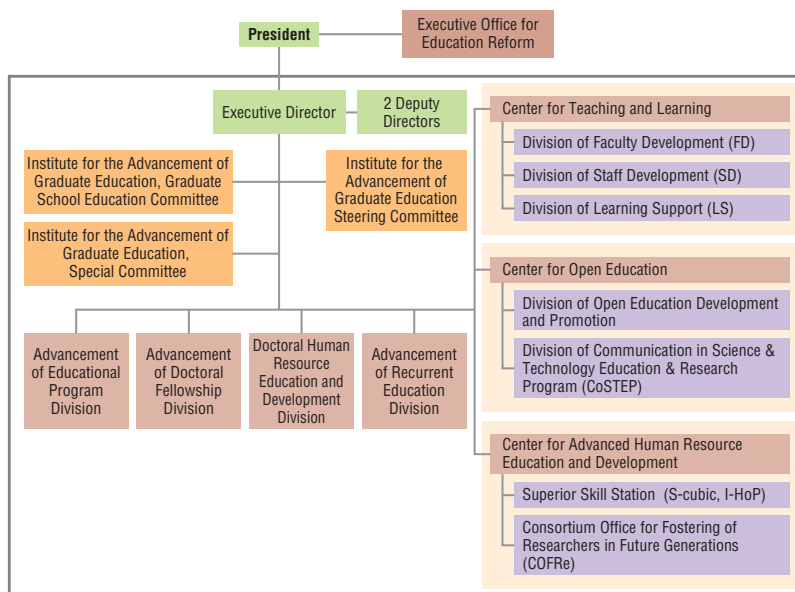 President
Executive Office for
Education Reform
Executive Director
2 Deputy
Directors
Institute for the Advancement of
Graduate Education, Graduate
School Education Committee
Institute for the
Advancement of
Graduate Education
Steering Committee
Institute for the Advancement of
Graduate Education,
Special Committee
Advancement
of Educational
Program
Division
Advancement
of Doctoral
Fellowship
Division
Doctoral Human
Resource
Education and
Development
Division
Advancement
of Recurrent
Education
Division
Center for Teaching and Learning
Division of Faculty Development (FD)
Division of Staff Development (SD)
Division of Learning Support (LS)
Center for Open Education
Division of Open Education Development
and Promotion
Division of Communication in Science &
Technology Education & Research
Program (CoSTEP)
Center for Advanced Human Resource
Education and Development
Superior Skill Station (S-cubic, I-HoP)
Consortium Office for Fostering of
Researchers in Future Generations
(COFRe)